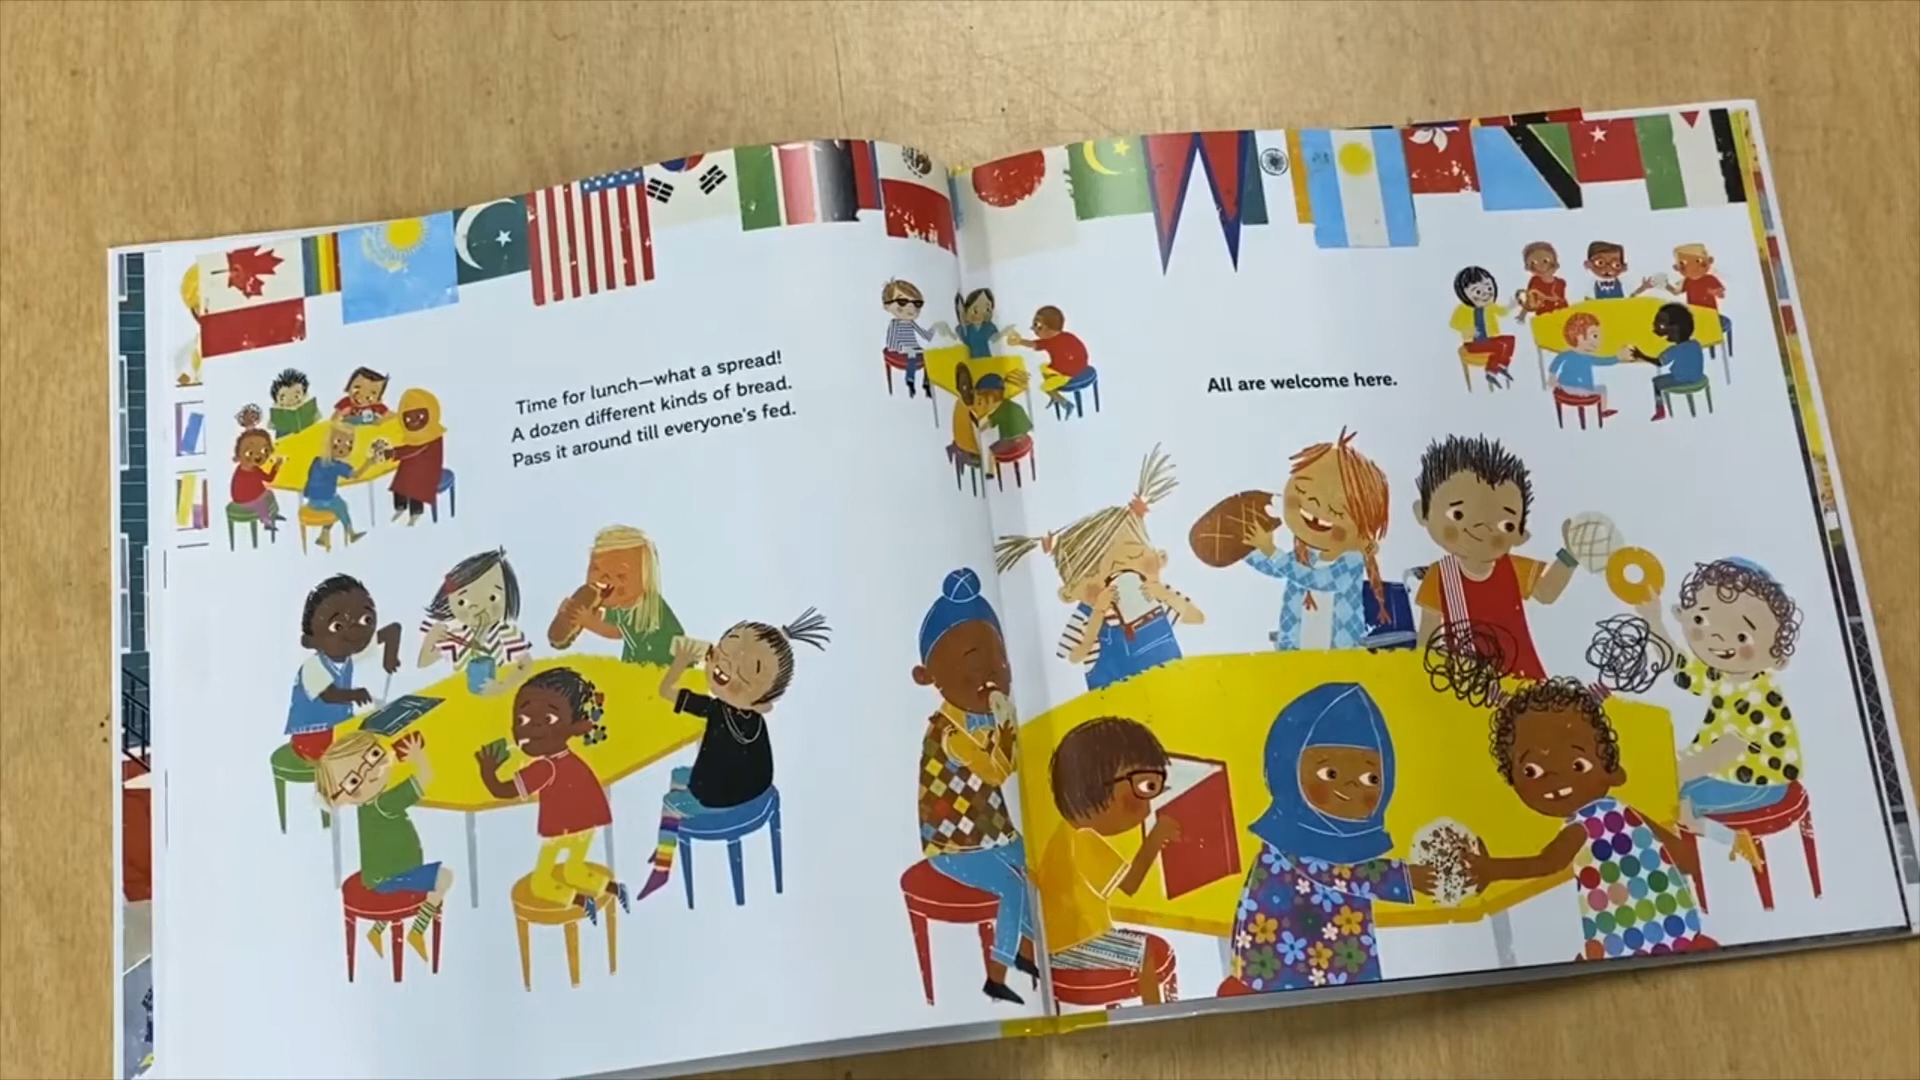 Time for lunch—what a spread!
A dozen different kinds of bread.
Pass it around till everyone's fed.
All are welcome here.